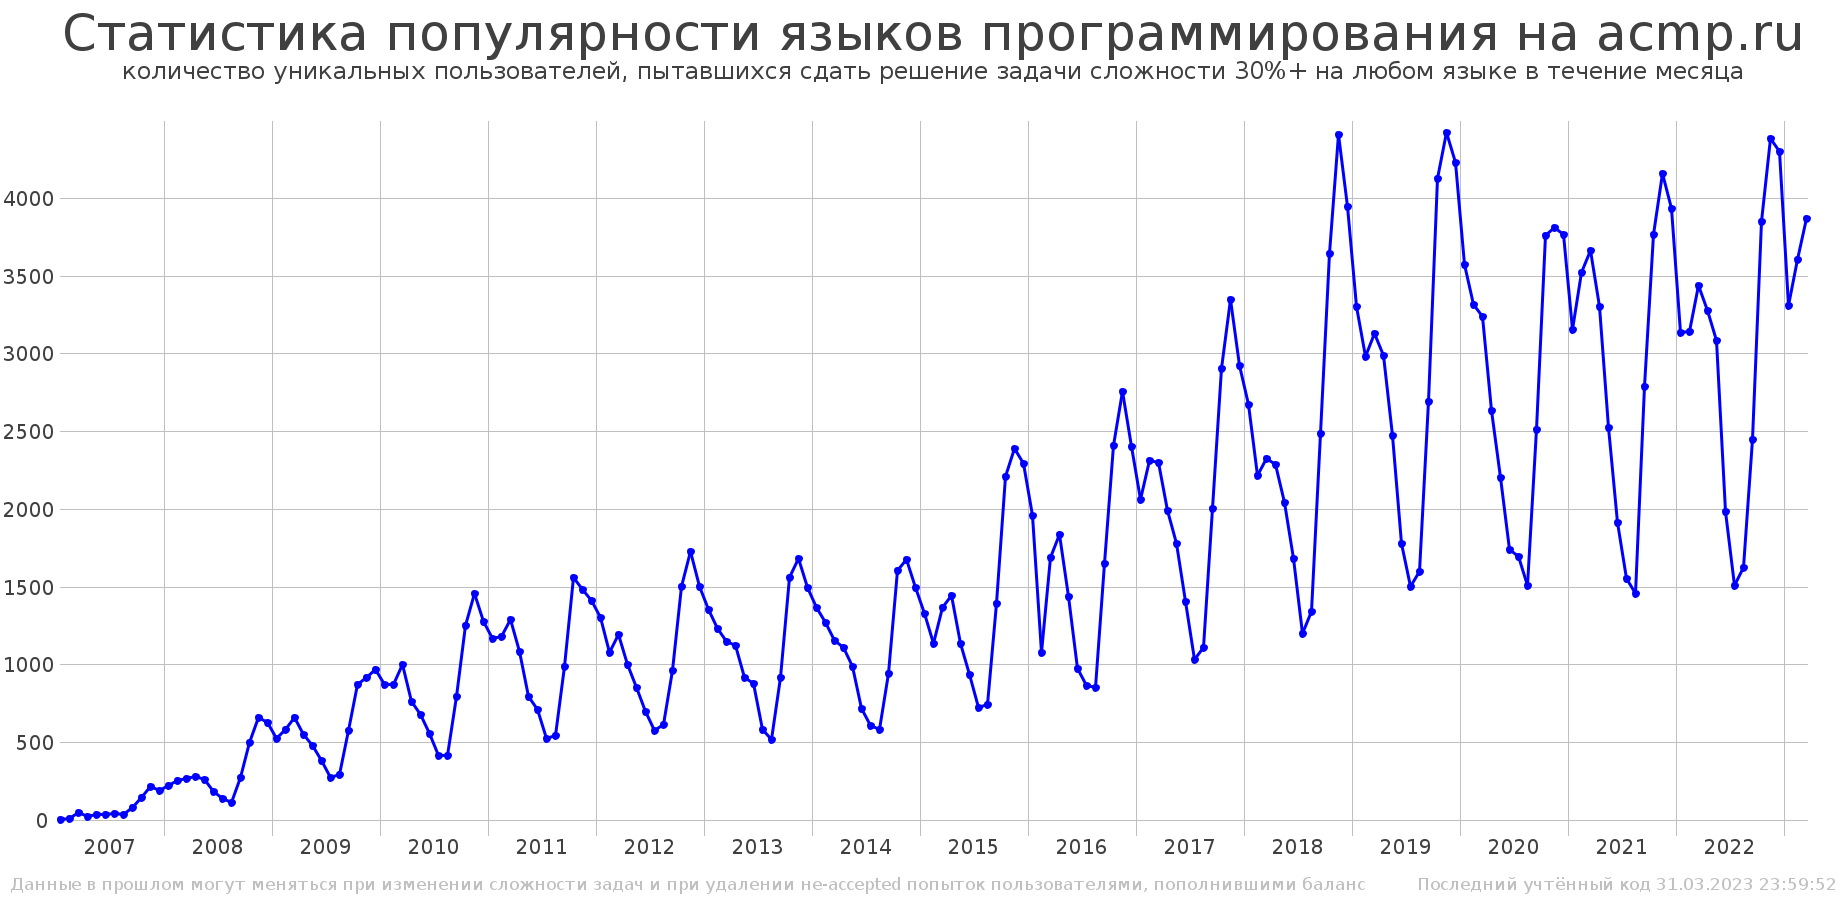 Статистика популярности языков программирования на acmp.ru
количество уникальных пользователей, пытавшихся сдать решение задачи сложности 30%+ на любом языке в течение месяца
4000
3500
3000
2500
2000
1500
1000
500
0
2007 2008 2009 2010 2011 2012 2013 2014 2015 2016 2017 2018 2019 2020 2021 2022
Данные в прошлом могут меняться при изменении сложности задач и при удалении не-accepted попыток пользователями, пополнившими баланс
Последний учтённый код 31.03.2023 23:59:52